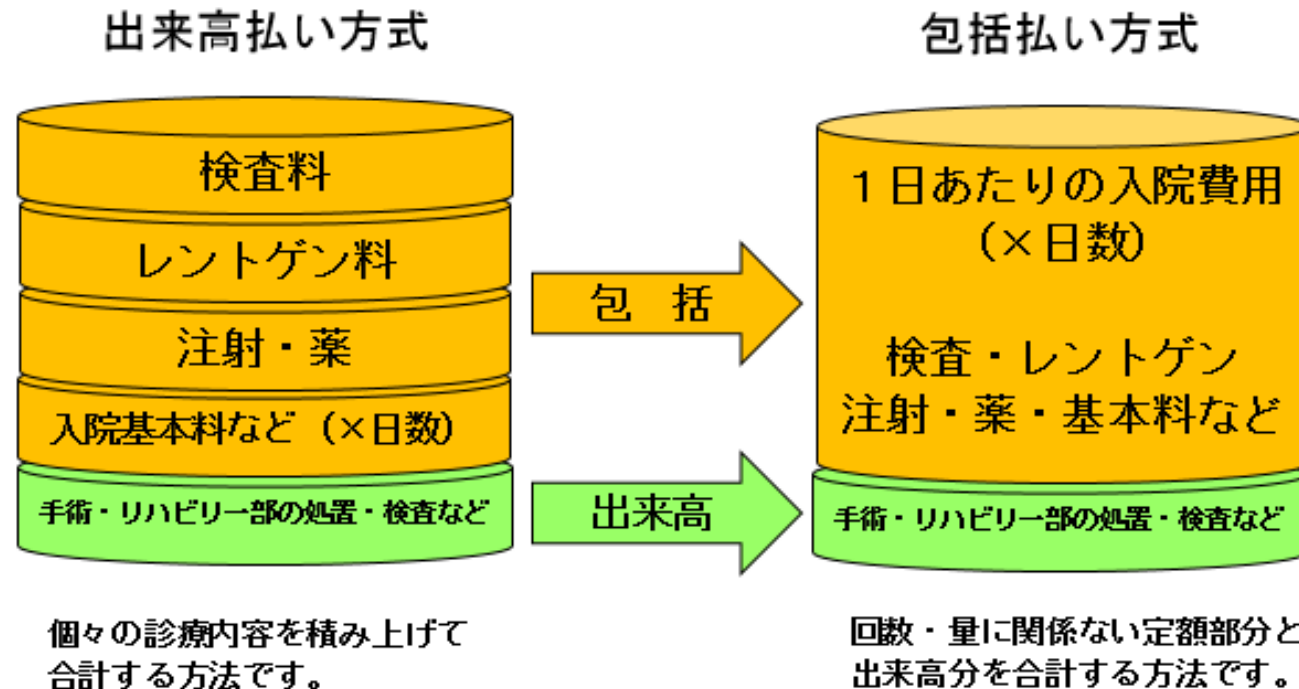 出来高払い方式
包括払い方式
検査料
レントゲン料
注射・薬
入院基本料など（×日数）
手術・リハビリ一部の処置・検査など
包　括
出来高
１日あたりの入院費用
（×日数）
検査・レントゲン
注射・薬・基本料など
手術・リハビリ一部の処置・検査など
個々の診療内容を積み上げて
合計する方法です。
回数・量に関係ない定額部分と
出来高分を合計する方法です。